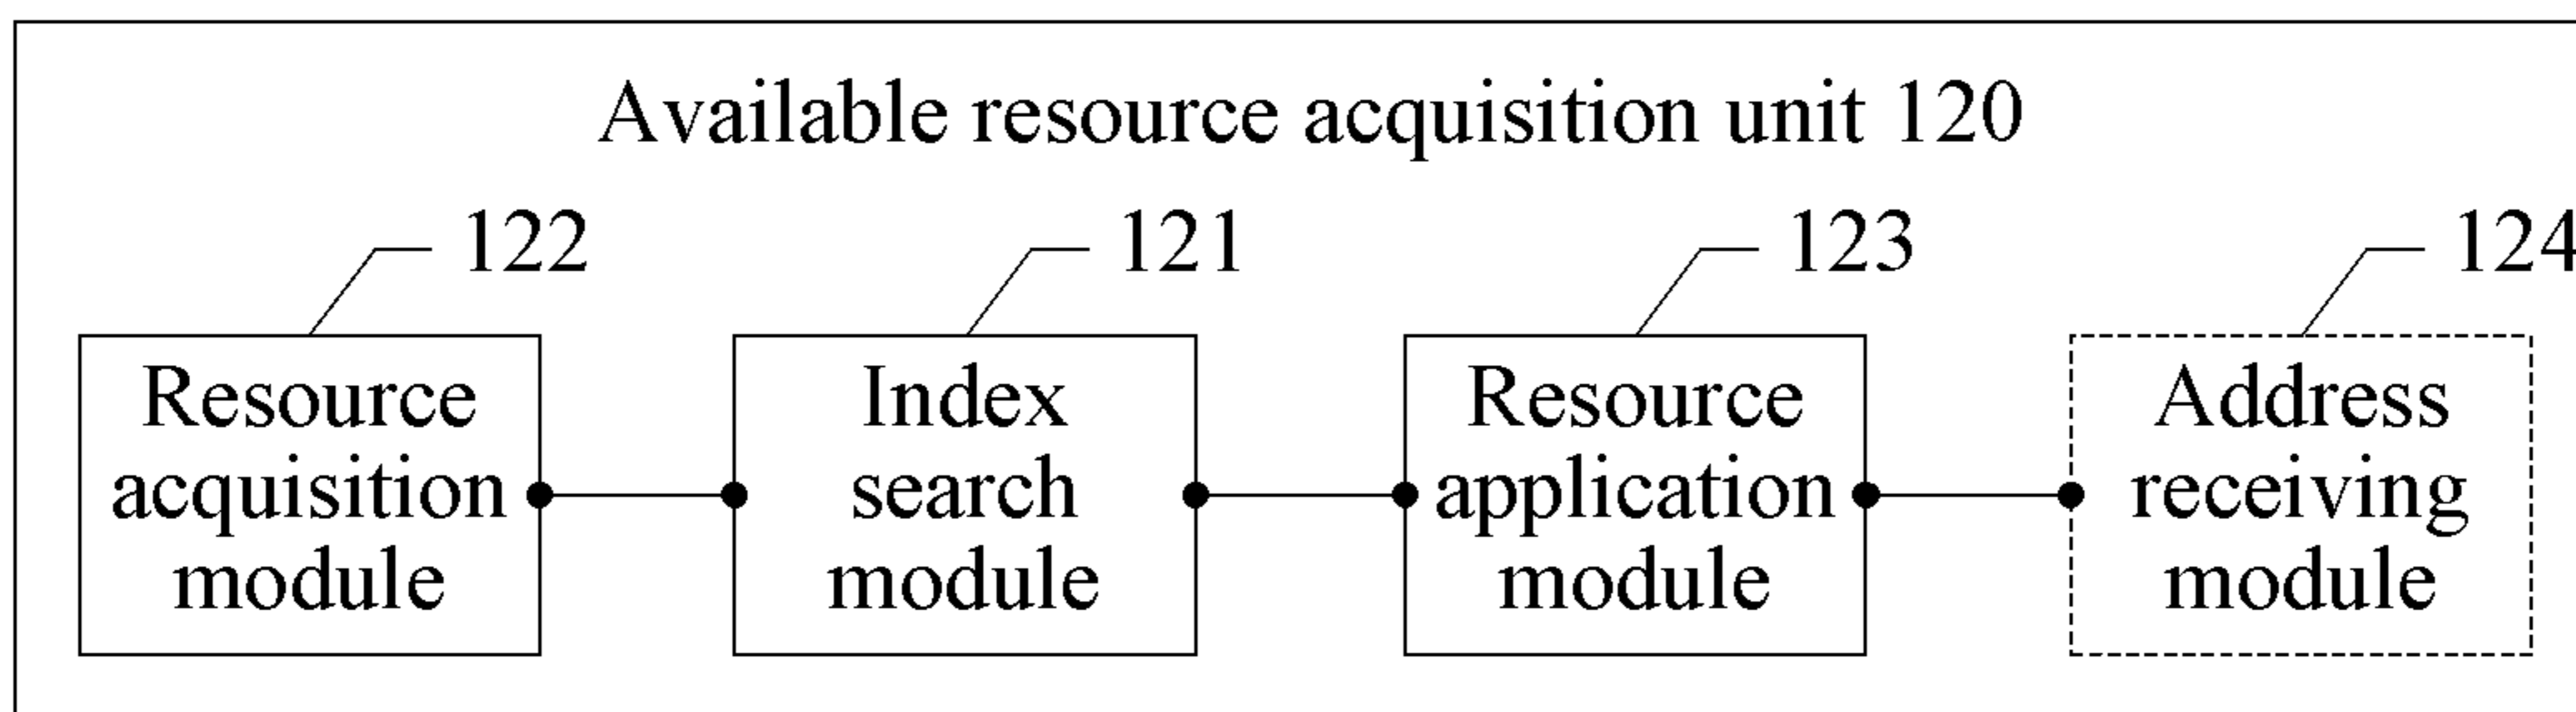 Available resource acquisition unit 120
122
121
123
124
Resource
acquisition
module
Index
search
module
Resource
application
module
Address
receiving
module